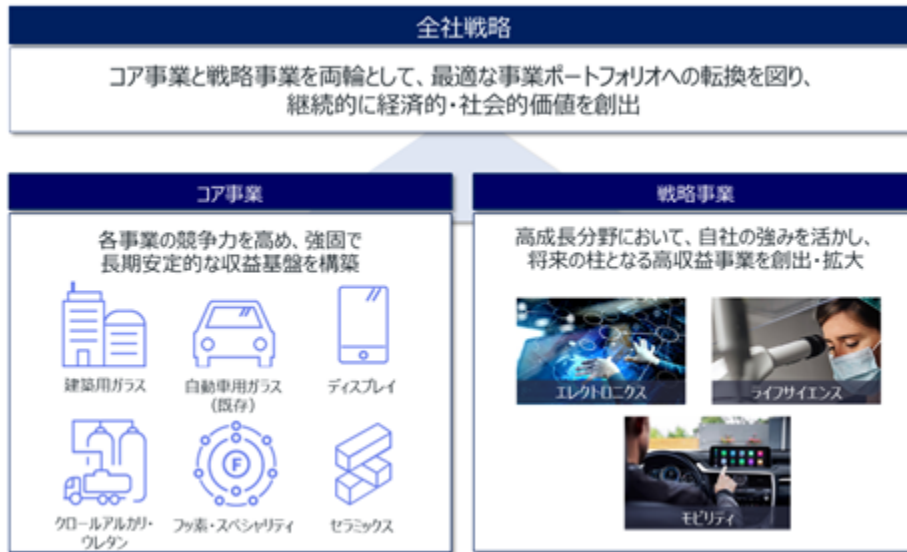 全社戦略
コア事業と戦略事業を両輪として、最適な事業ポートフォリオへの転換を図り、
継続的に経済的・社会的価値を創出
コア事業
各事業の競争力を高め、強固で
長期安定的な収益基盤を構築
建築用ガラス
自動車用ガラス
(既存)
ディスプレイ
クロールアルカリ・
ウレタン
F
フッ素・スペシャリティ
セラミックス
戦略事業
高成長分野において、自社の強みを活かし、
将来の柱となる高収益事業を創出・拡大
エレクトロニクス
ライフサイエンス
モビリティ